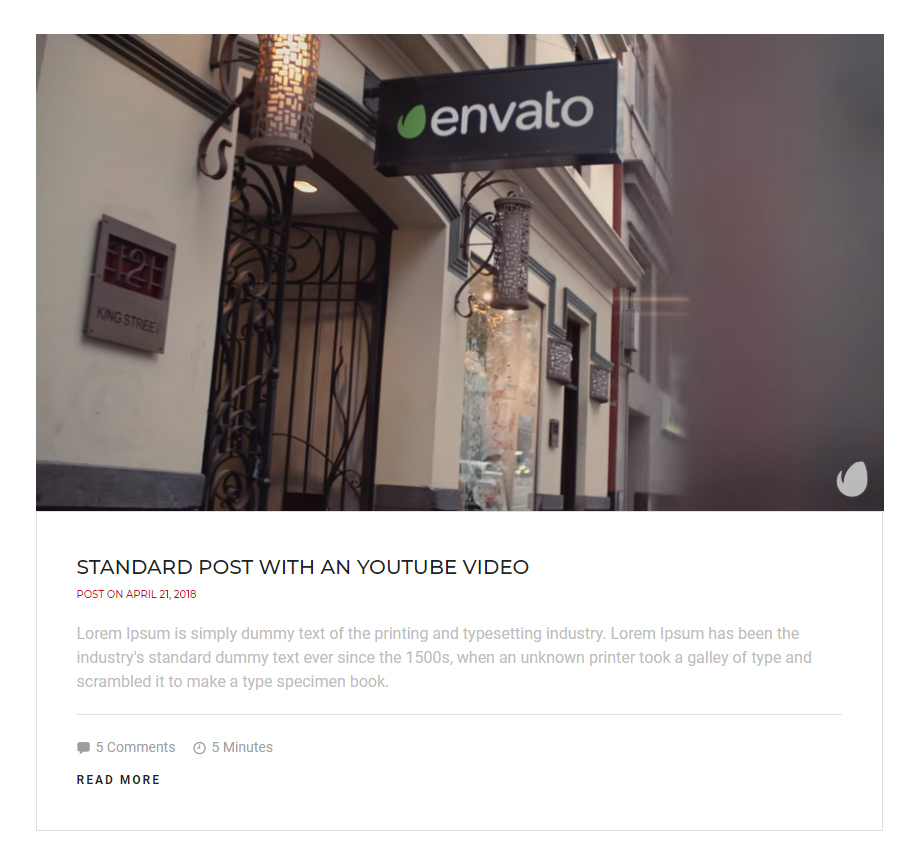 envato
121
KING STREET
STANDARD POST WITH AN YOUTUBE VIDEO
POST ON APRIL 21, 2018
Lorem Ipsum is simply dummy text of the printing and typesetting industry. Lorem Ipsum has been the
industry's standard dummy text ever since the 1500s, when an unknown printer took a galley of type and
scrambled it to make a type specimen book.
5 Comments 5 Minutes
READ MORE